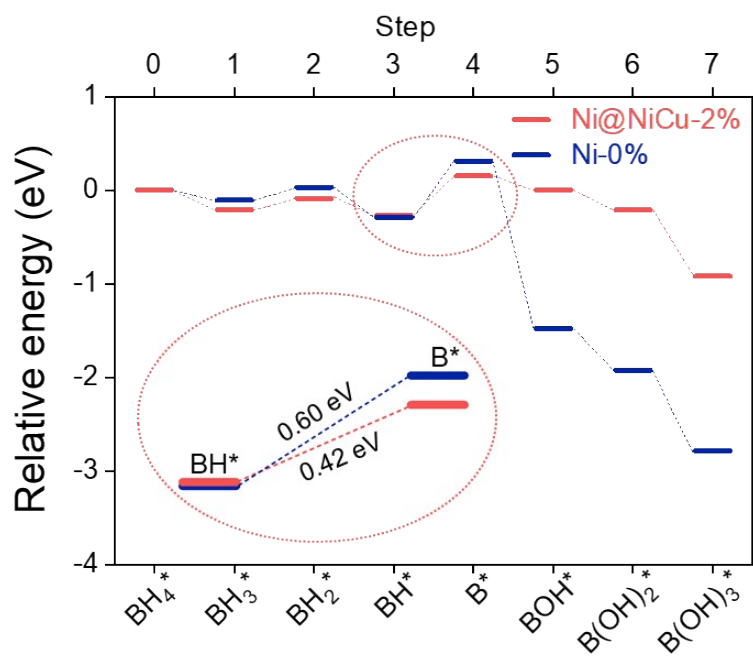 Step
0 1 2 3 4 5 6 7
Relative energy (eV)
1
0
-1
-2
-3
-4
Ni@NiCu-2%
Ni-0%
B*
0.60 eV
0.42 eV
BH*
BH₄* BH₃* BH₂* BH* B* BOH* B(OH)₂* B(OH)₃*